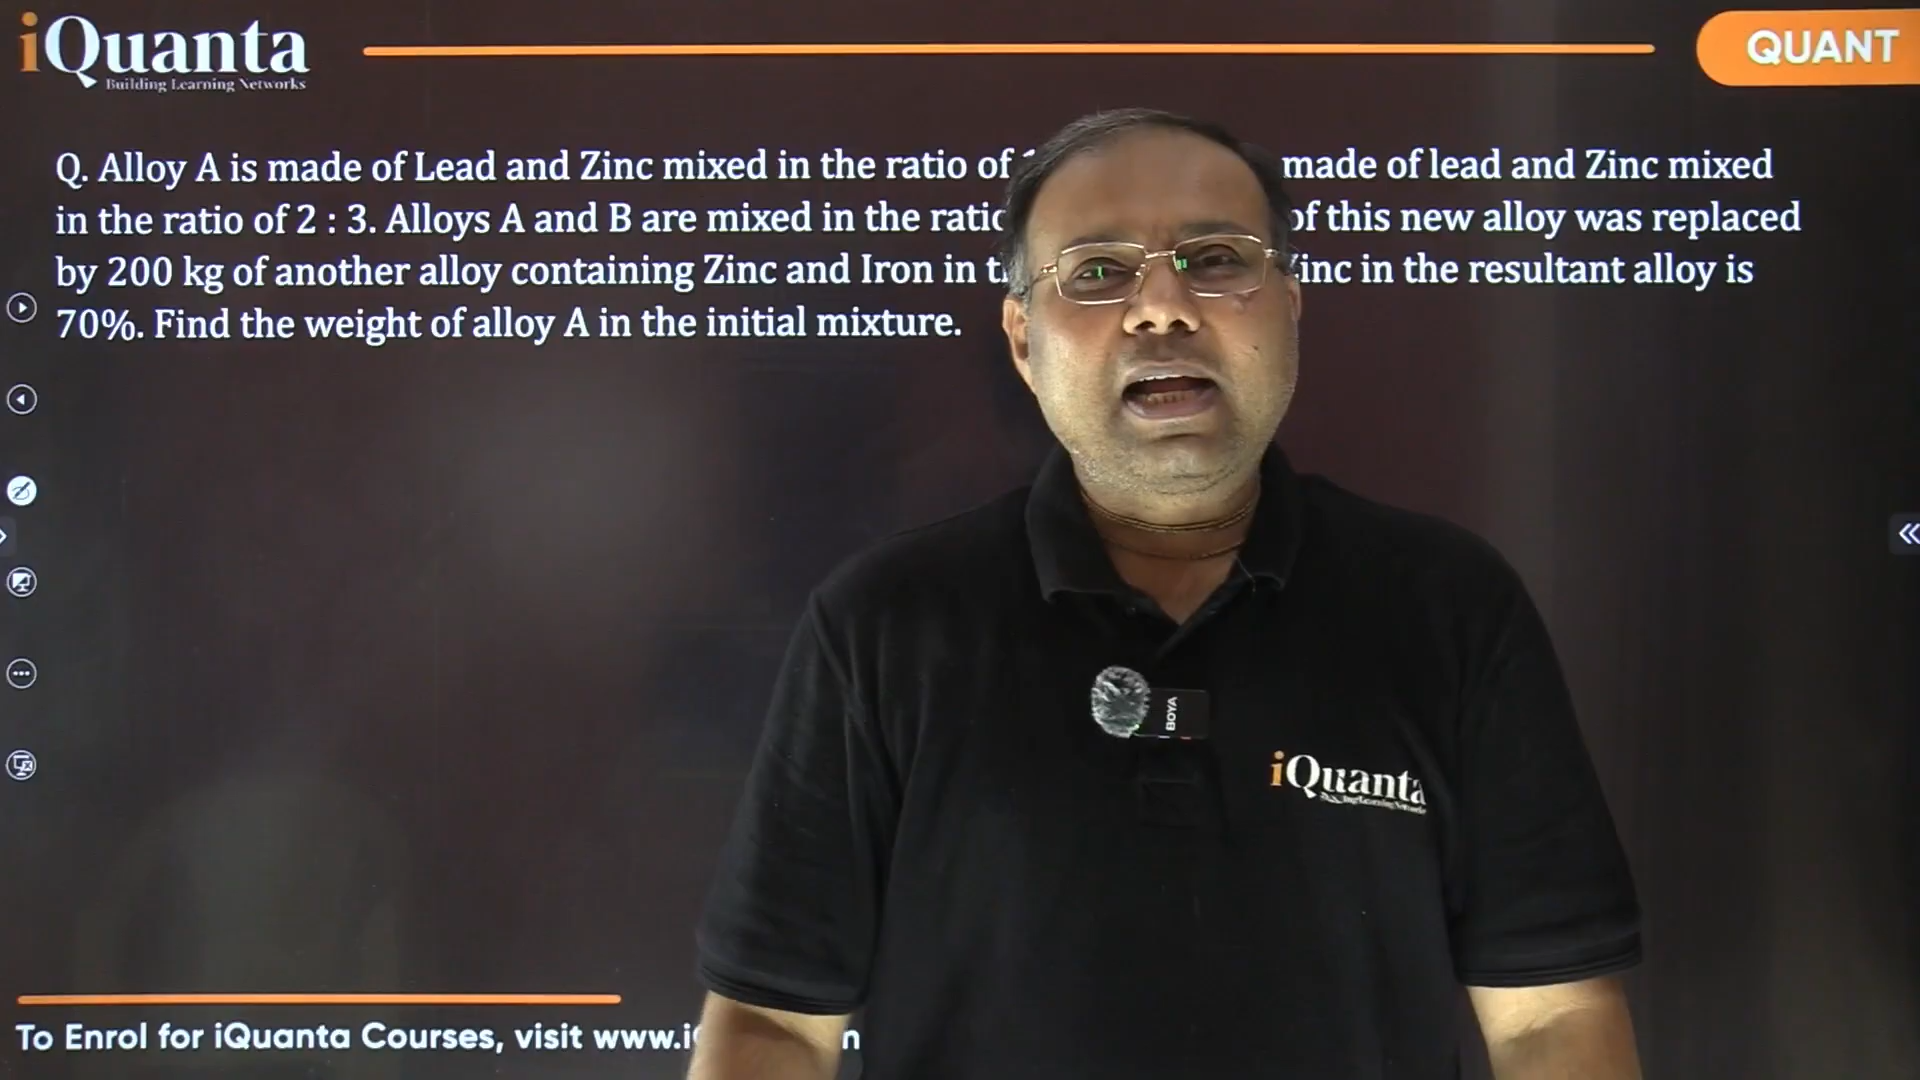 iQuanta
Building Learning Networks
QUANT
Q. Alloy A is made of Lead and Zinc mixed in the ratio of made of lead and Zinc mixed
in the ratio of 2 : 3. Alloys A and B are mixed in the of this new alloy was replaced
by 200 kg of another alloy containing Zinc and Iron in in the resultant alloy is
70%. Find the weight of alloy A in the initial mixture.
BOYA
iQuanta
To Enrol for iQuanta Courses, visit